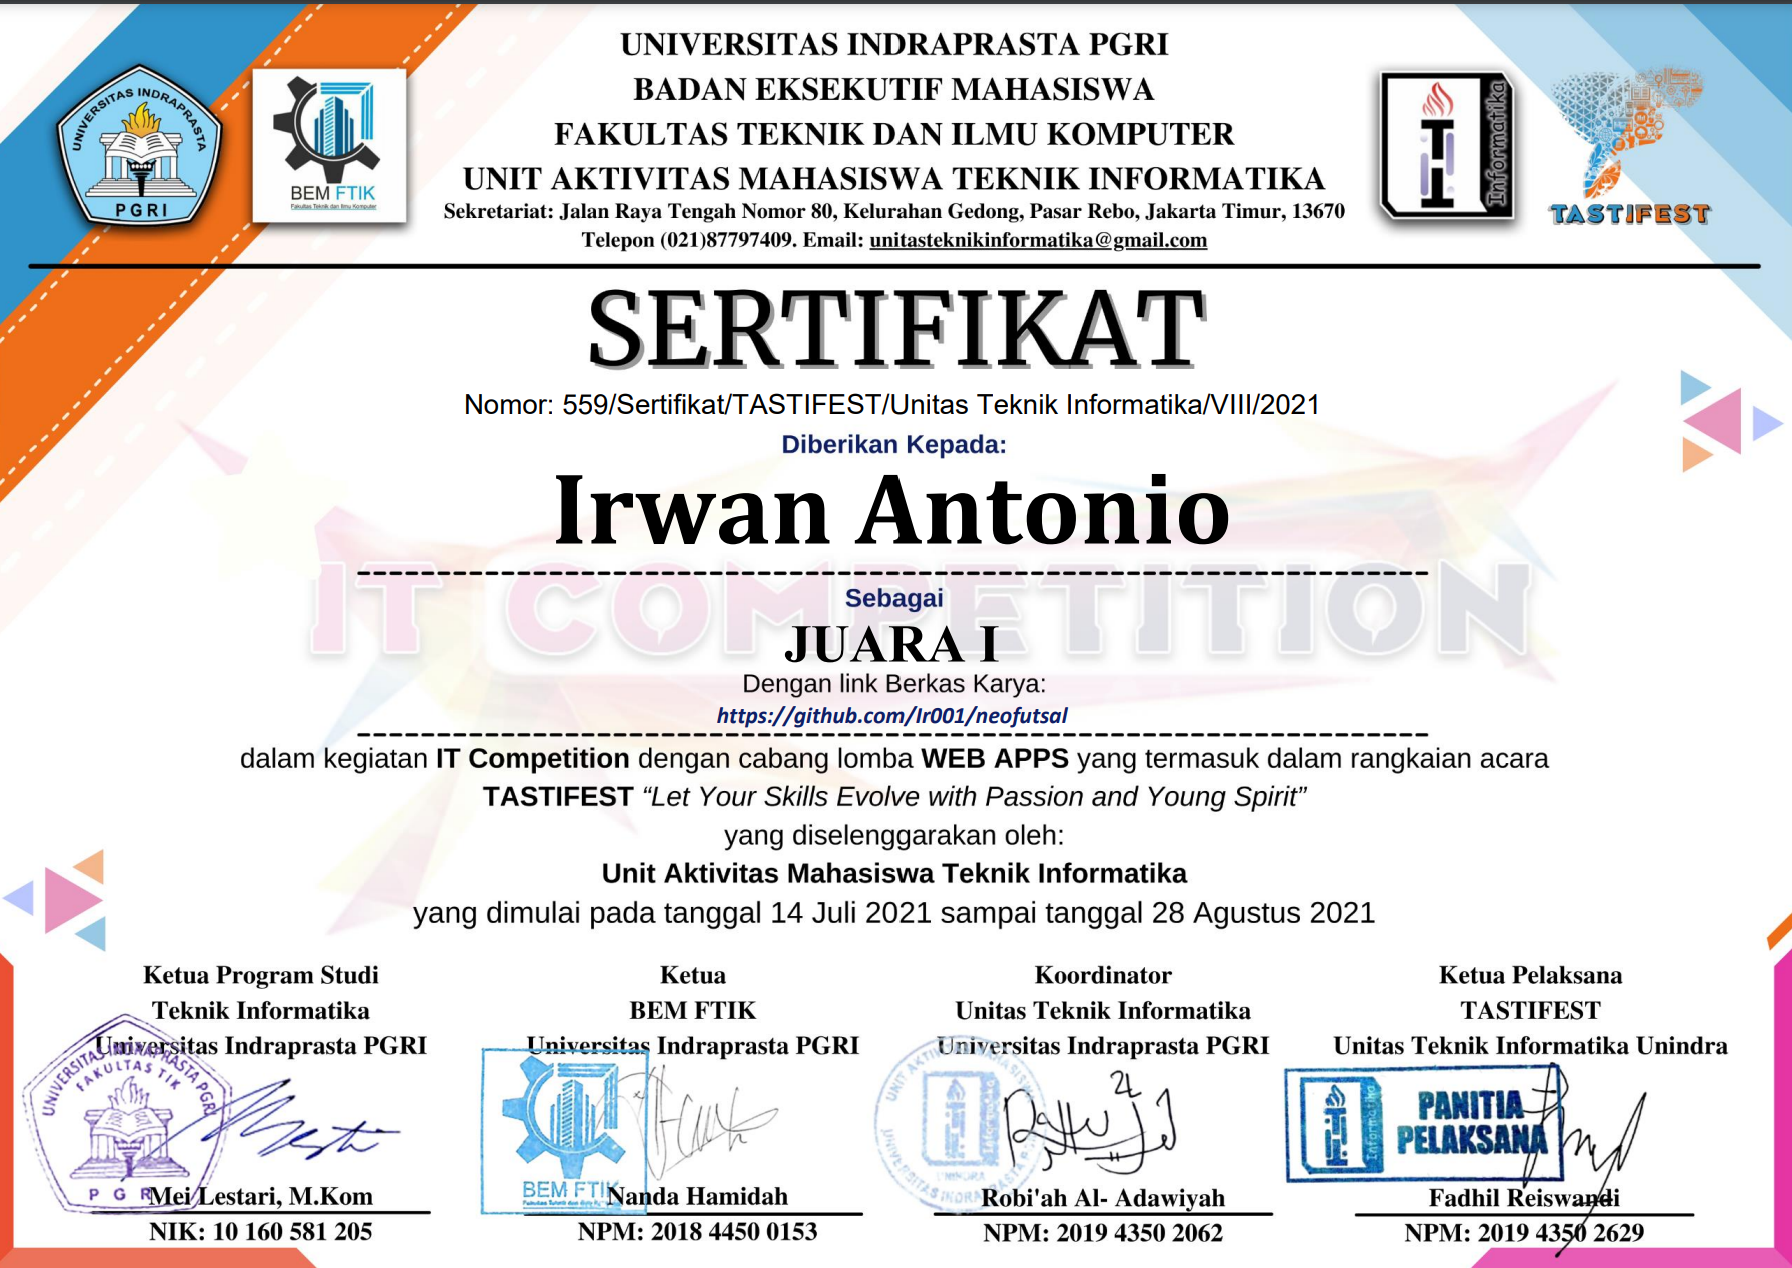 UNIVERSITAS INDRAPRASTA
PGRI
BEM FTIK
Fakultas Teknik dan Ilmu Komputer
UNIVERSITAS INDRAPRASTA PGRI
BADAN EKSEKUTIF MAHASISWA
FAKULTAS TEKNIK DAN ILMU KOMPUTER
UNIT AKTIVITAS MAHASISWA TEKNIK INFORMATIKA
Sekretariat: Jalan Raya Tengah Nomor 80, Kelurahan Gedong, Pasar Rebo, Jakarta Timur, 13670
Telepon (021)87797409. Email: unitasteknikinformatika@gmail.com
Informatika
TASTIFEST
SERTIFIKAT
Nomor: 559/Sertifikat/TASTIFEST/Unitas Teknik Informatika/VIII/2021
Diberikan Kepada:
Irwan Antonio
IT COMPETITION
Sebagai
JUARA I
Dengan link Berkas Karya:
https://github.com/Ir001/neofutsal
dalam kegiatan IT Competition dengan cabang lomba WEB APPS yang termasuk dalam rangkaian acara
TASTIFEST “Let Your Skills Evolve with Passion and Young Spirit”
yang diselenggarakan oleh:
Unit Aktivitas Mahasiswa Teknik Informatika
yang dimulai pada tanggal 14 Juli 2021 sampai tanggal 28 Agustus 2021
Ketua Program Studi
Teknik Informatika
Universitas Indraprasta PGRI
UNIVERSITAS INDRAPRASTA PGRI
FAKULTAS TIK
PGRI
Mei Lestari, M.Kom
NIK: 10 160 581 205
Ketua
BEM FTIK
Universitas Indraprasta PGRI
BEM FTIK
Nanda Hamidah
NPM: 2018 4450 0153
Koordinator
Unitas Teknik Informatika
Universitas Indraprasta PGRI
Robi'ah Al- Adawiyah
NPM: 2019 4350 2062
Ketua Pelaksana
TASTIFEST
Unitas Teknik Informatika Unindra
Informatika
PANITIA
PELAKSANA
Fadhil Reiswandi
NPM: 2019 4350 2629